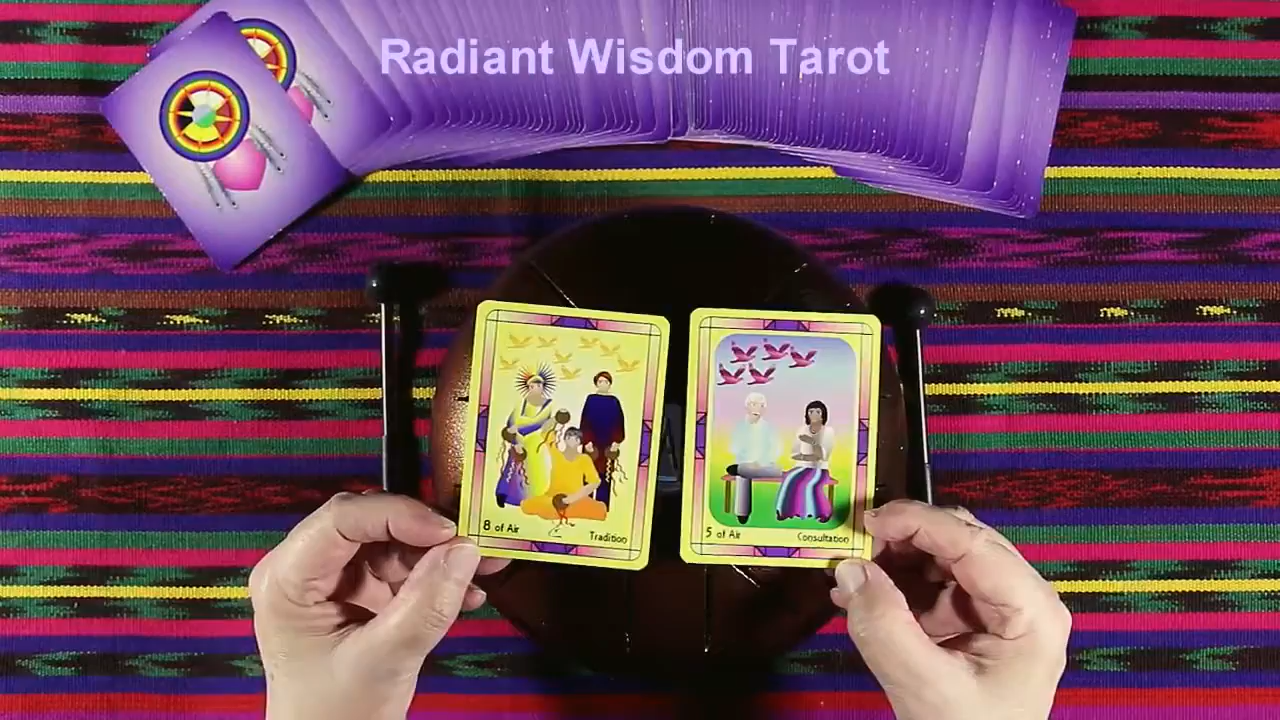 Radiant Wisdom Tarot
8 of Air
Tradition
5 of Air
Consultation